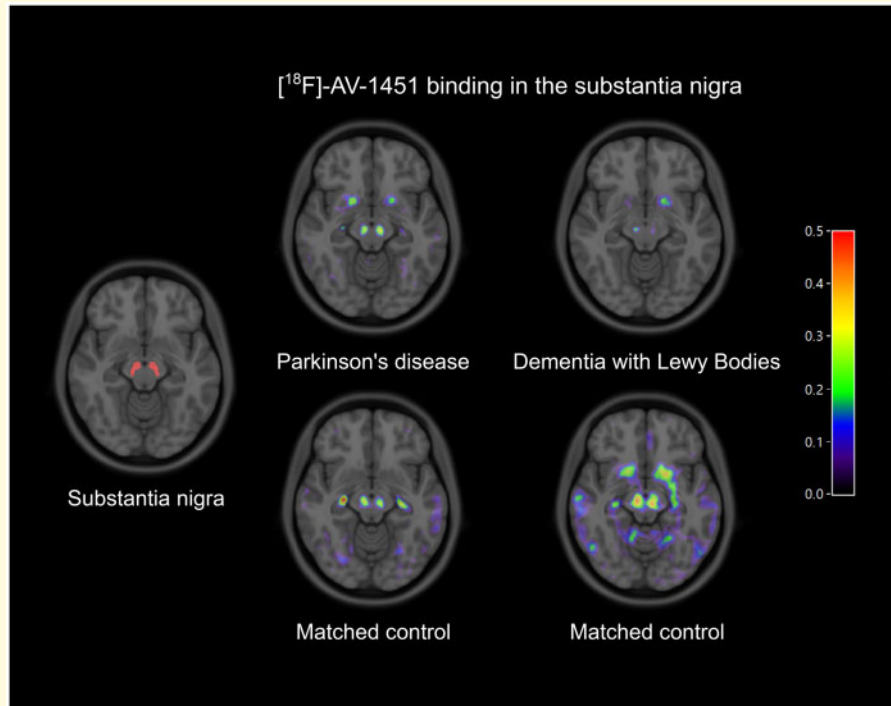 [¹⁸F]-AV-1451 binding in the substantia nigra
Parkinson's disease
Dementia with Lewy Bodies
Substantia nigra
Matched control
Matched control
0.5
0.4
0.3
0.2
0.1
0.0